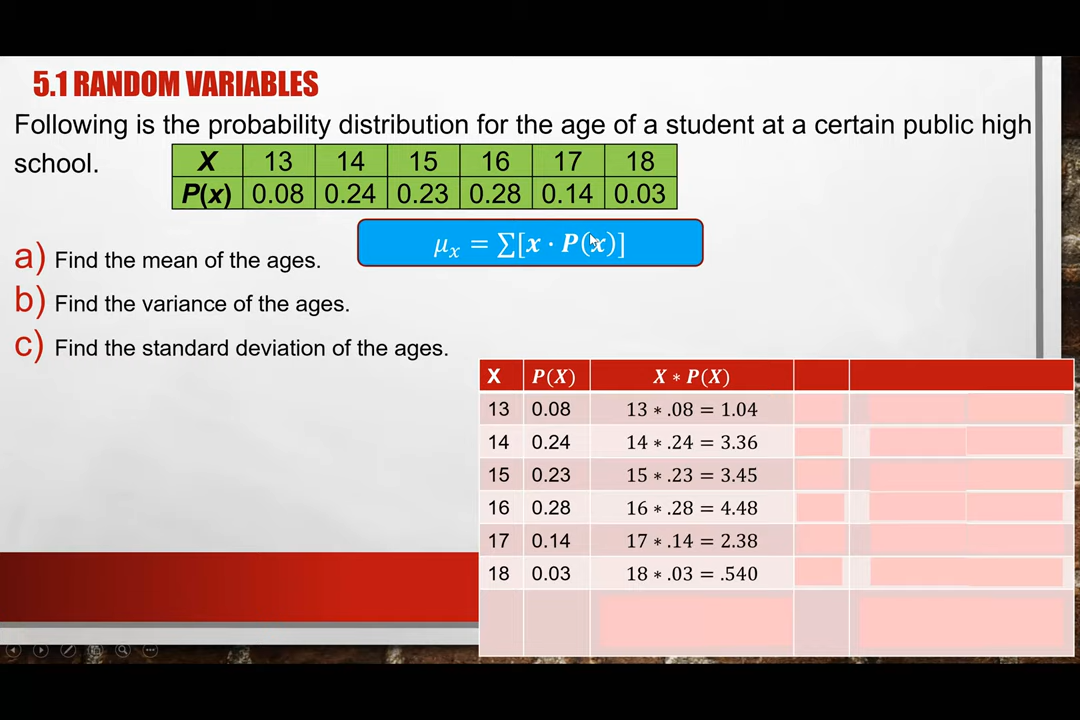 5.1 RANDOM VARIABLES
Following is the probability distribution for the age of a student at a certain public high
school.
X 13 14 15 16 17 18
P(x) 0.08 0.24 0.23 0.28 0.14 0.03
μₓ = ∑[x · P(x)]
a) Find the mean of the ages.
b) Find the variance of the ages.
c) Find the standard deviation of the ages.
X P(X) X ∗ P(X)
13 0.08 13 ∗ .08 = 1.04
14 0.24 14 ∗ .24 = 3.36
15 0.23 15 ∗ .23 = 3.45
16 0.28 16 ∗ .28 = 4.48
17 0.14 17 ∗ .14 = 2.38
18 0.03 18 ∗ .03 = .540